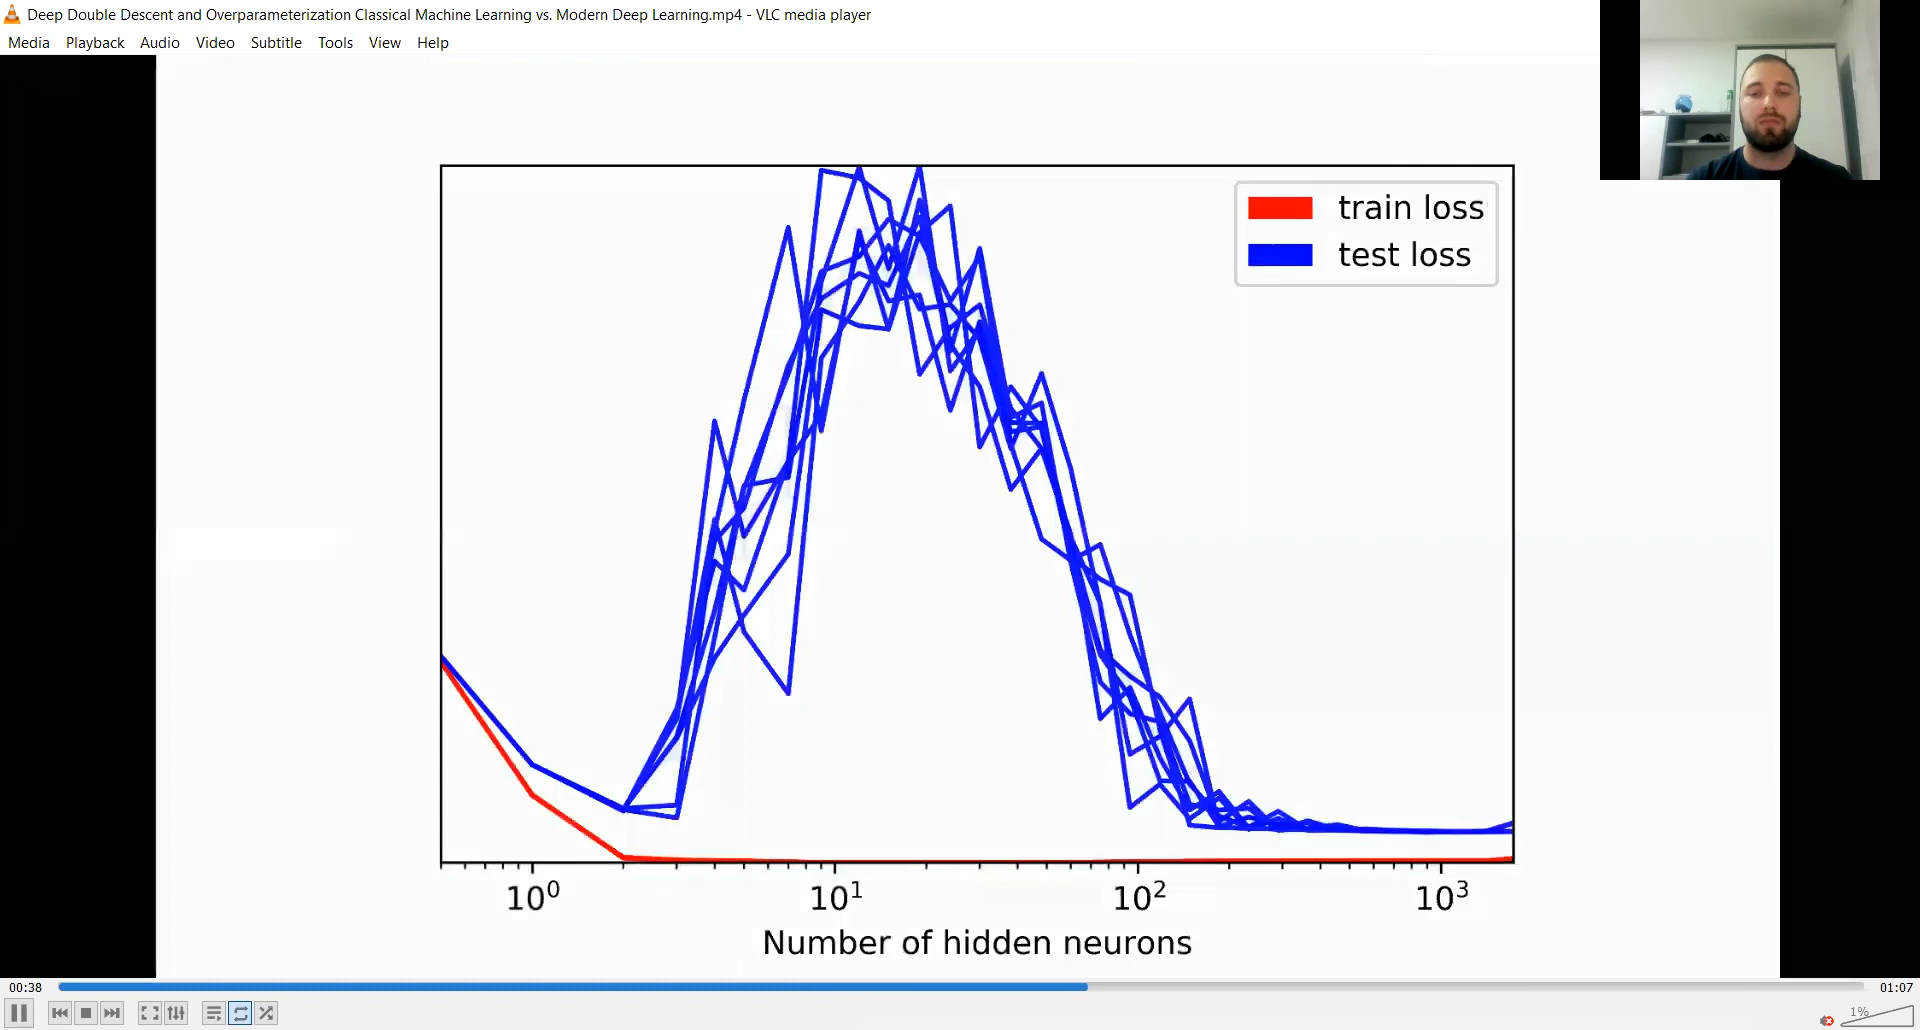 Deep Double Descent and Overparameterization Classical Machine Learning vs. Modern Deep Learning.mp4 - VLC media player
Media Playback Audio Video Subtitle Tools View Help
train loss
test loss
10⁰ 10¹ 10² 10³
Number of hidden neurons
00:38 01:07
1%